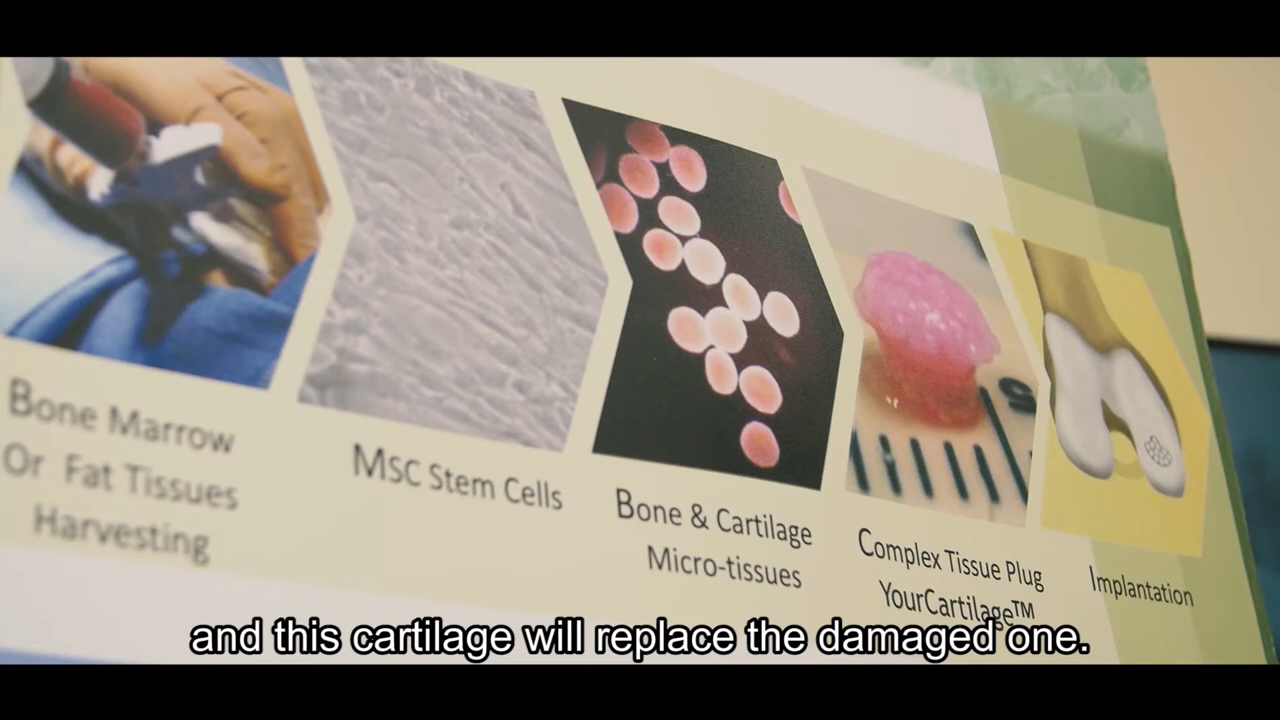 Bone Marrow
Or Fat Tissues
Harvesting
MSC Stem Cells
Bone & Cartilage
Micro-tissues
Complex Tissue Plug
YourCartilage™
Implantation
5
and this cartilage will replace the damaged one.